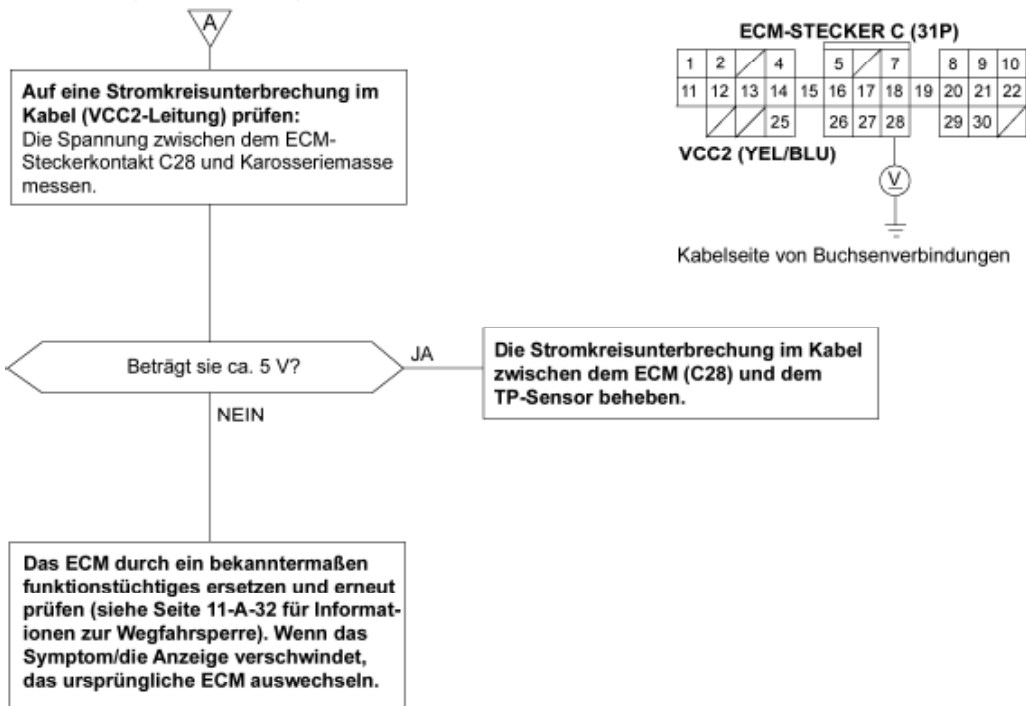 A
Auf eine Stromkreisunterbrechung im
Kabel (VCC2-Leitung) prüfen:
Die Spannung zwischen dem ECM-
Steckerkontakt C28 und Karosseriemasse
messen.
ECM-STECKER C (31P)
1 2 4 5 7 8 9 10
11 12 13 14 15 16 17 18 19 20 21 22
25 26 27 28 29 30
VCC2 (YEL/BLU)
V
Kabelseite von Buchsenverbindungen
Beträgt sie ca. 5 V?
JA
Die Stromkreisunterbrechung im Kabel
zwischen dem ECM (C28) und dem
TP-Sensor beheben.
NEIN
Das ECM durch ein bekanntermaßen
funktionstüchtiges ersetzen und erneut
prüfen (siehe Seite 11-A-32 für Informat-
ionen zur Wegfahrsperre). Wenn das
Symptom/die Anzeige verschwindet,
das ursprüngliche ECM auswechseln.